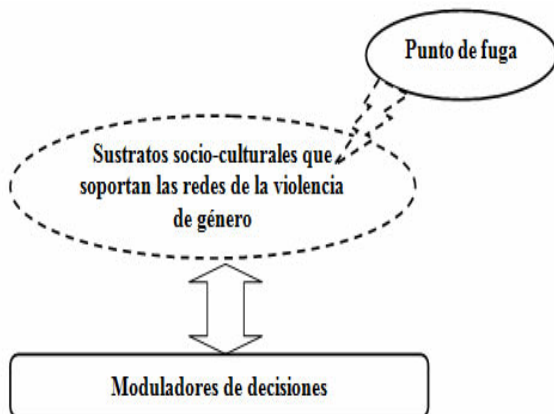 Punto de fuga
Sustratos socio-culturales que
soportan las redes de la violencia
de género
Moduladores de decisiones